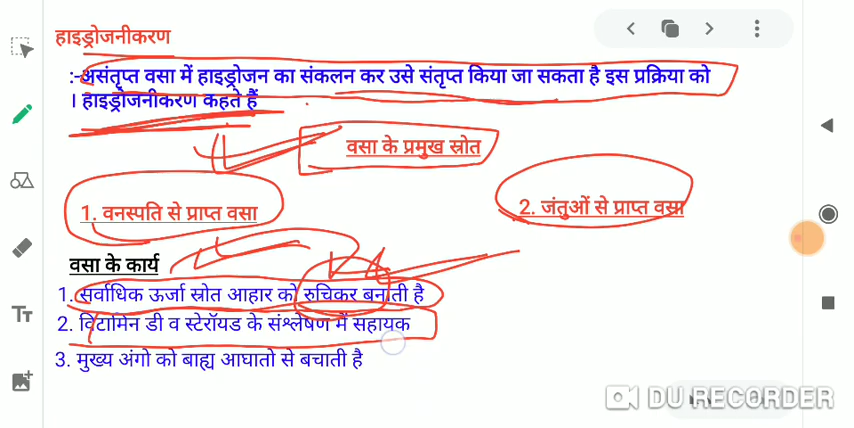 हाइड्रोजनीकरण
:-असंतृप्त वसा में हाइड्रोजन का संकलन कर उसे संतृप्त किया जा सकता है इस प्रक्रिया को
। हाइड्रोजनीकरण कहते हैं
वसा के प्रमुख स्रोत
1. वनस्पति से प्राप्त वसा
2. जंतुओं से प्राप्त वसा
वसा के कार्य
1. सर्वाधिक ऊर्जा स्रोत आहार को रुचिकर बनाती है
2. विटामिन डी व स्टेरॉयड के संश्लेषण में सहायक
3. मुख्य अंगो को बाह्य आघातो से बचाती है
Tт
DU RECORDER